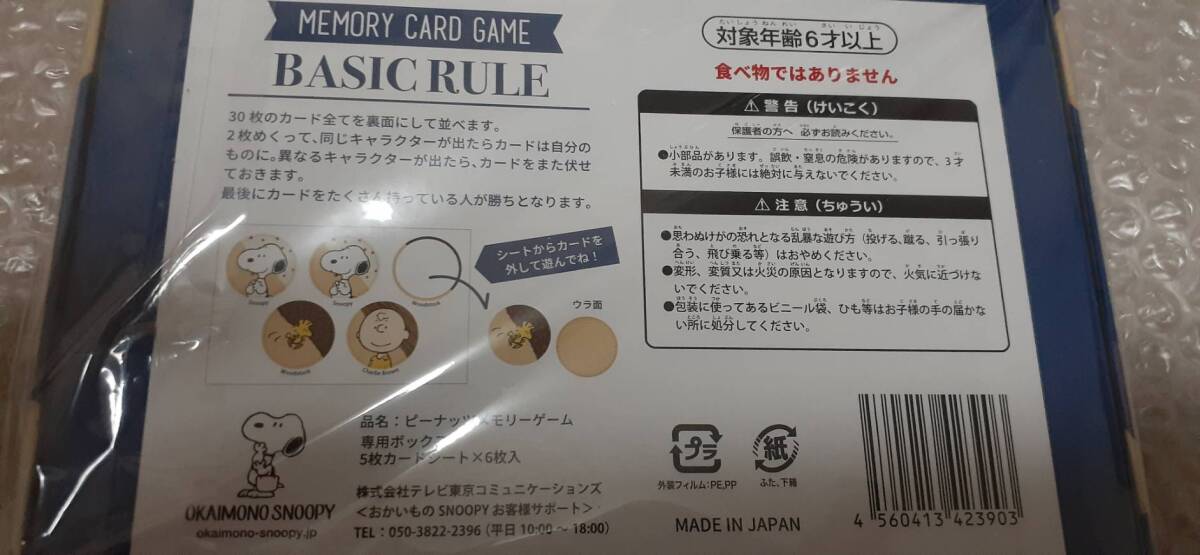 MEMORY CARD GAME
BASIC RULE
30枚のカード全てを裏面にして並べます。
2枚めくって、同じキャラクターが出たらカードは自分の
ものに。異なるキャラクターが出たら、カードをまた伏せ
ておきます。
最後にカードをたくさん持っている人が勝ちとなります。
シートからカードを
外して遊んでね！
Snoopy
Snoopy
Woodstock
Woodstock
Charlie Brown
ウラ面
品名：ピーナッツメモリーゲーム
専用ボックス
5枚カードシート×6枚入
株式会社テレビ東京コミュニケーションズ
＜おかいもの SNOOPY お客様サポート＞
TEL：050-3822-2396（平日 10:00 ～ 18:00）
OKAIMONO SNOOPY
okaimono-snoopy.jp
たいしょうねんれい さいいじょう
対象年齢6才以上
食べ物ではありません
⚠ 警告（けいこく）
保護者の方へ 必ずお読みください。
●小部品があります。誤飲・窒息の危険がありますので、3才
未満のお子様には絶対に与えないでください。
⚠ 注意（ちゅうい）
●思わぬけがの恐れとなる乱暴な遊び方（投げる、蹴る、引っ張り
合う、飛び乗る等）はおやめください。
●変形、変質又は火災の原因となりますので、火気に近づけな
いでください。
●包装に使ってあるビニール袋、ひも等はお子様の手の届かな
い所に処分してください。
プラ
外装フィルム：PE,PP
紙
ふた、下箱
MADE IN JAPAN
4 560413 423903